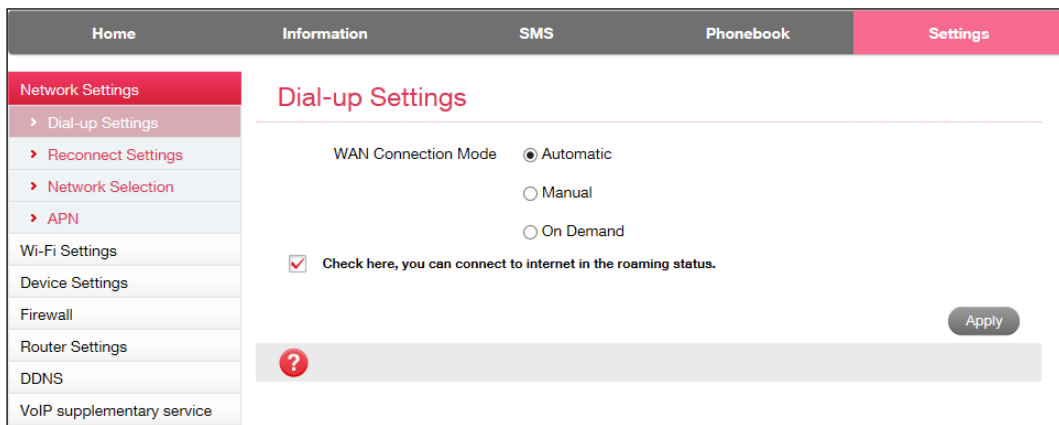 Home Information SMS Phonebook Settings
Network Settings
Dial-up Settings
Reconnect Settings
Network Selection
APN
Wi-Fi Settings
Device Settings
Firewall
Router Settings
DDNS
VoIP supplementary service
Dial-up Settings
WAN Connection Mode Automatic
Manual
On Demand
Check here, you can connect to internet in the roaming status.
Apply
?